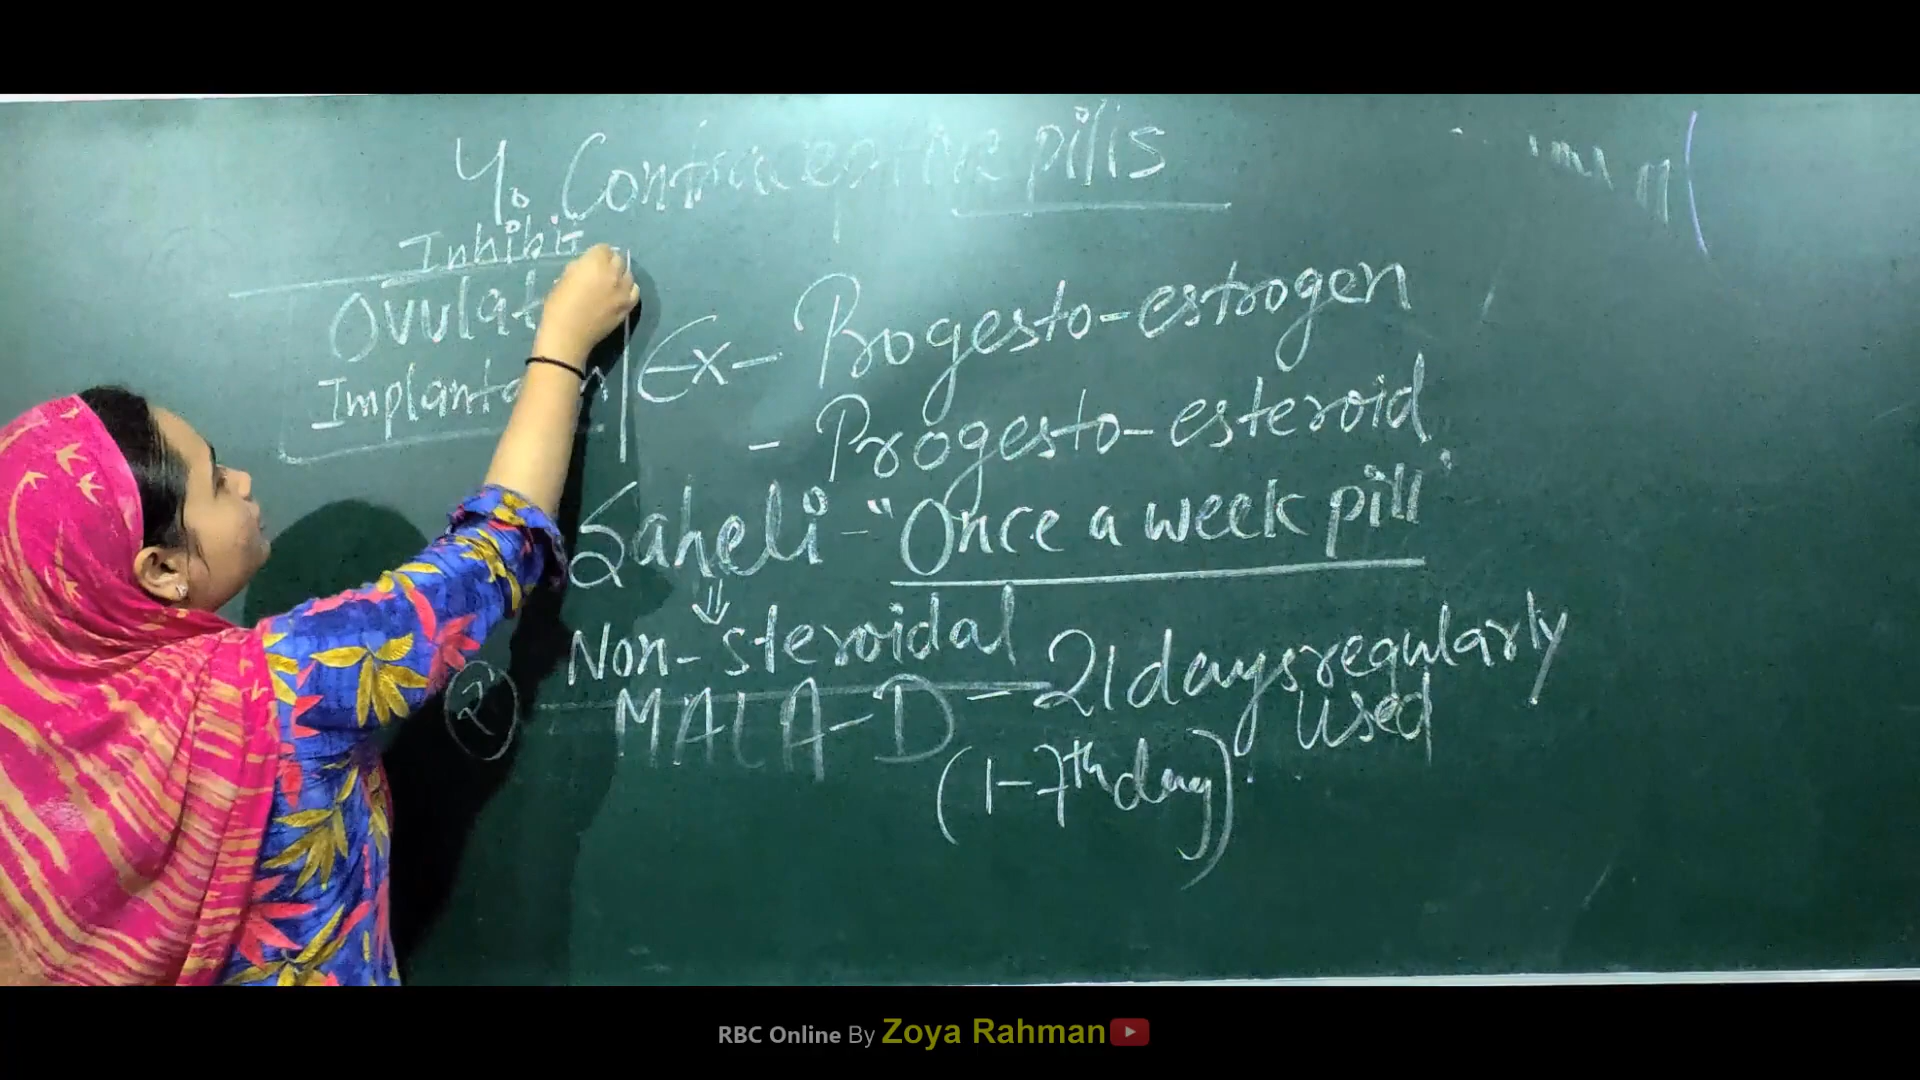 4. Contraceptive pills
Inhibit
Ovulat
Implantation
Ex- Progesto-estrogen
- Progesto-esteroid
Saheli - "Once a week pill"
⇓
Non-steroidal
2
MALA-D - 21 days regularly
used
(1-7th day)
RBC Online By Zoya Rahman